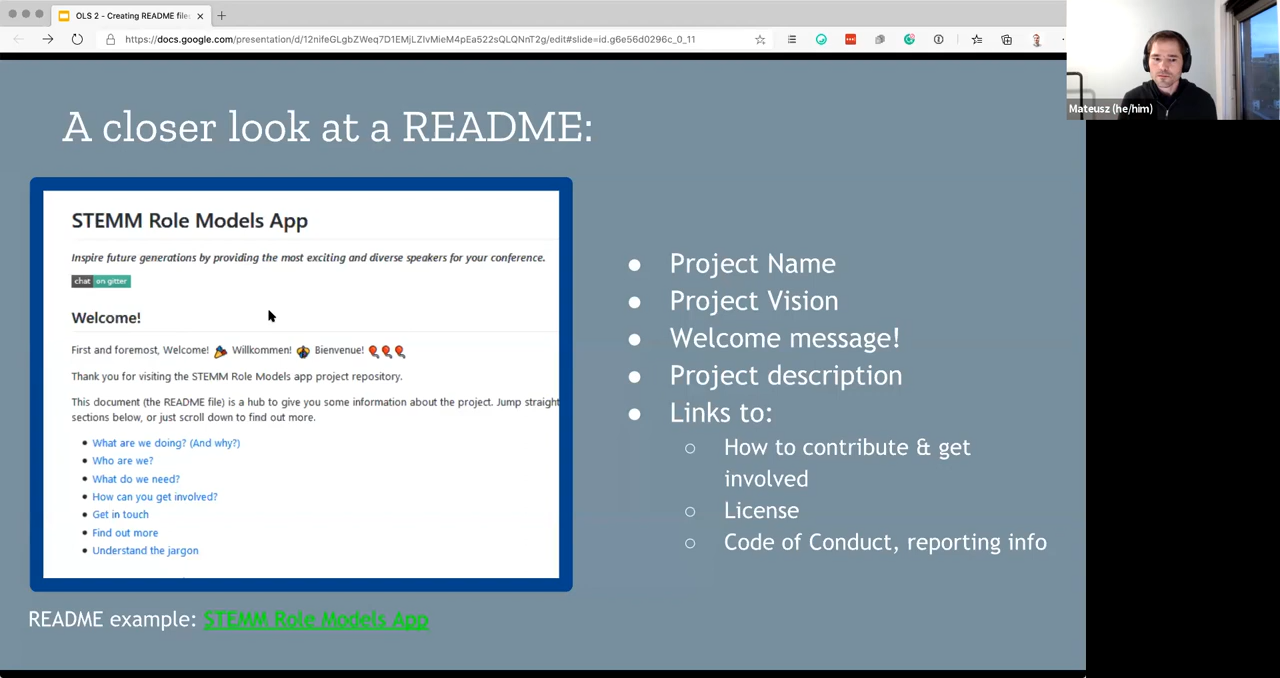 OLS 2 - Creating README file:
https://docs.google.com/presentation/d/12nifeGLgbZWeq7D1EMjLZIvMieM4pEa522sQLQNnT2g/edit#slide=id.g6e56d0296c_0_11
Mateusz (he/him)
A closer look at a README:
STEMM Role Models App
Inspire future generations by providing the most exciting and diverse speakers for your conference.
chat on gitter
Welcome!
First and foremost, Welcome! 🎉 Willkommen! 🎊 Bienvenue! 🎈🎈🎈
Thank you for visiting the STEMM Role Models app project repository.
This document (the README file) is a hub to give you some information about the project. Jump straight
sections below, or just scroll down to find out more.
• What are we doing? (And why?)
• Who are we?
• What do we need?
• How can you get involved?
• Get in touch
• Find out more
• Understand the jargon
README example: STEMM Role Models App
● Project Name
● Project Vision
● Welcome message!
● Project description
● Links to:
○ How to contribute & get
involved
○ License
○ Code of Conduct, reporting info